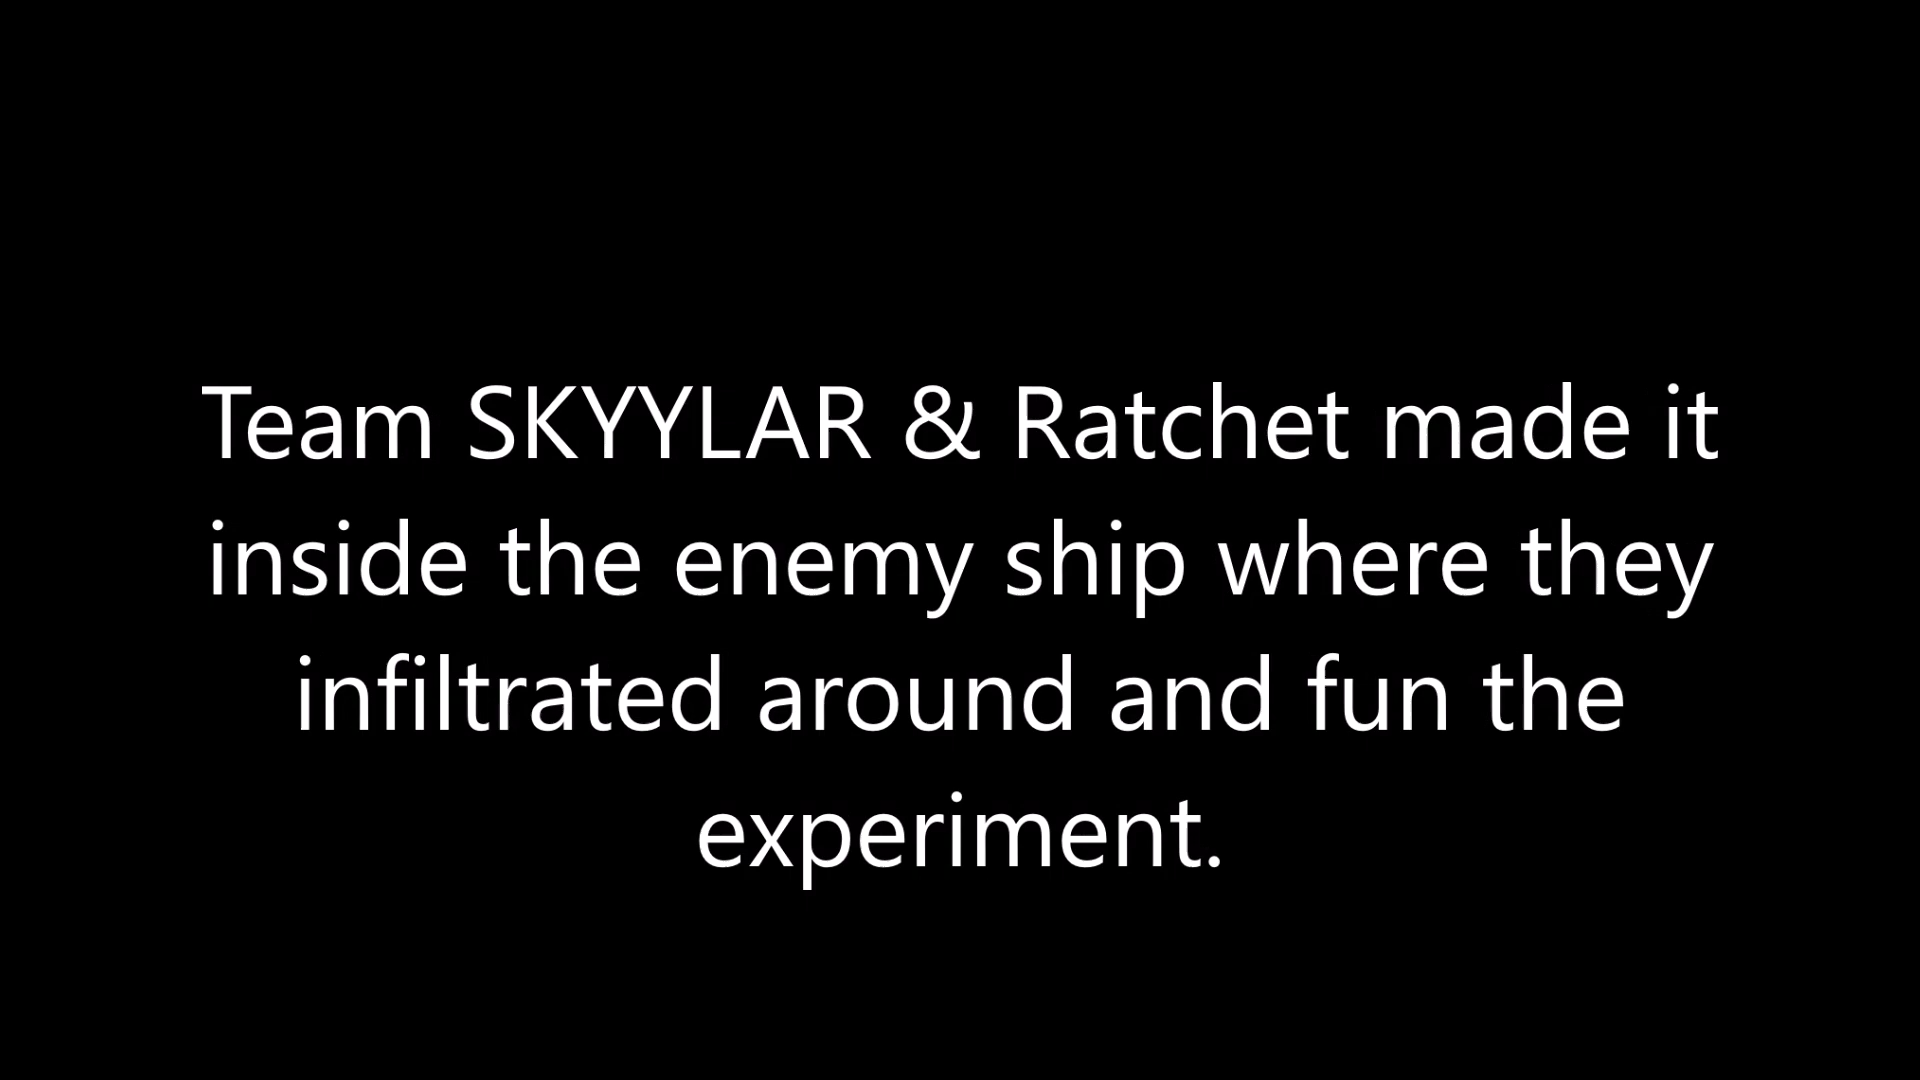 Team SKYYLAR & Ratchet made it
inside the enemy ship where they
infiltrated around and fun the
experiment.